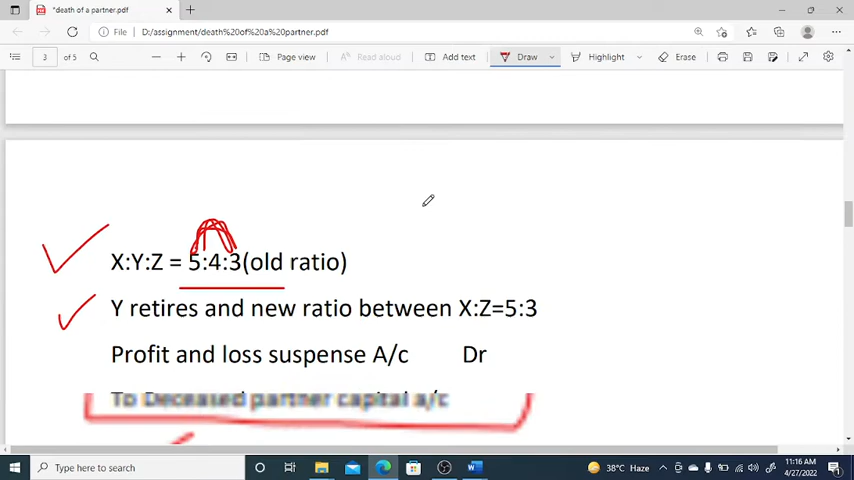 *death of a partner.pdf
File D:/assignment/death%20of%20a%20partner.pdf
3 of 5 Page view Read aloud Add text Draw Highlight Erase
X:Y:Z = 5:4:3(old ratio)
Y retires and new ratio between X:Z=5:3
Profit and loss suspense A/c Dr
To Deceased partner capital a/c
Type here to search
38°C Haze
11:16 AM
4/27/2022